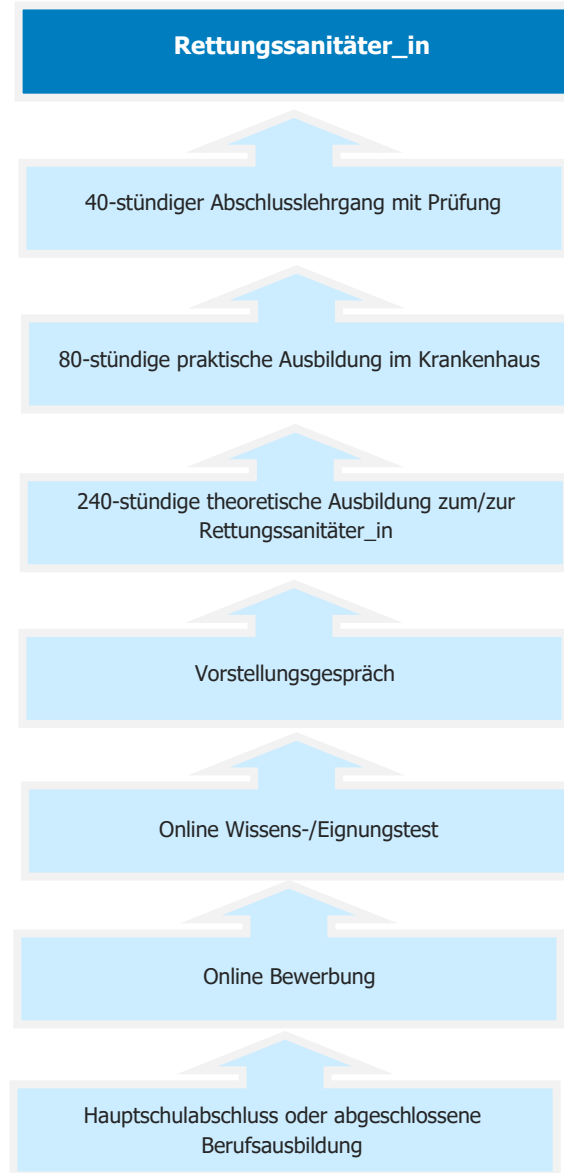 Rettungssanitäter_in
40-stündiger Abschlusslehrgang mit Prüfung
80-stündige praktische Ausbildung im Krankenhaus
240-stündige theoretische Ausbildung zum/zur
Rettungssanitäter_in
Vorstellungsgespräch
Online Wissens-/Eignungstest
Online Bewerbung
Hauptschulabschluss oder abgeschlossene
Berufsausbildung